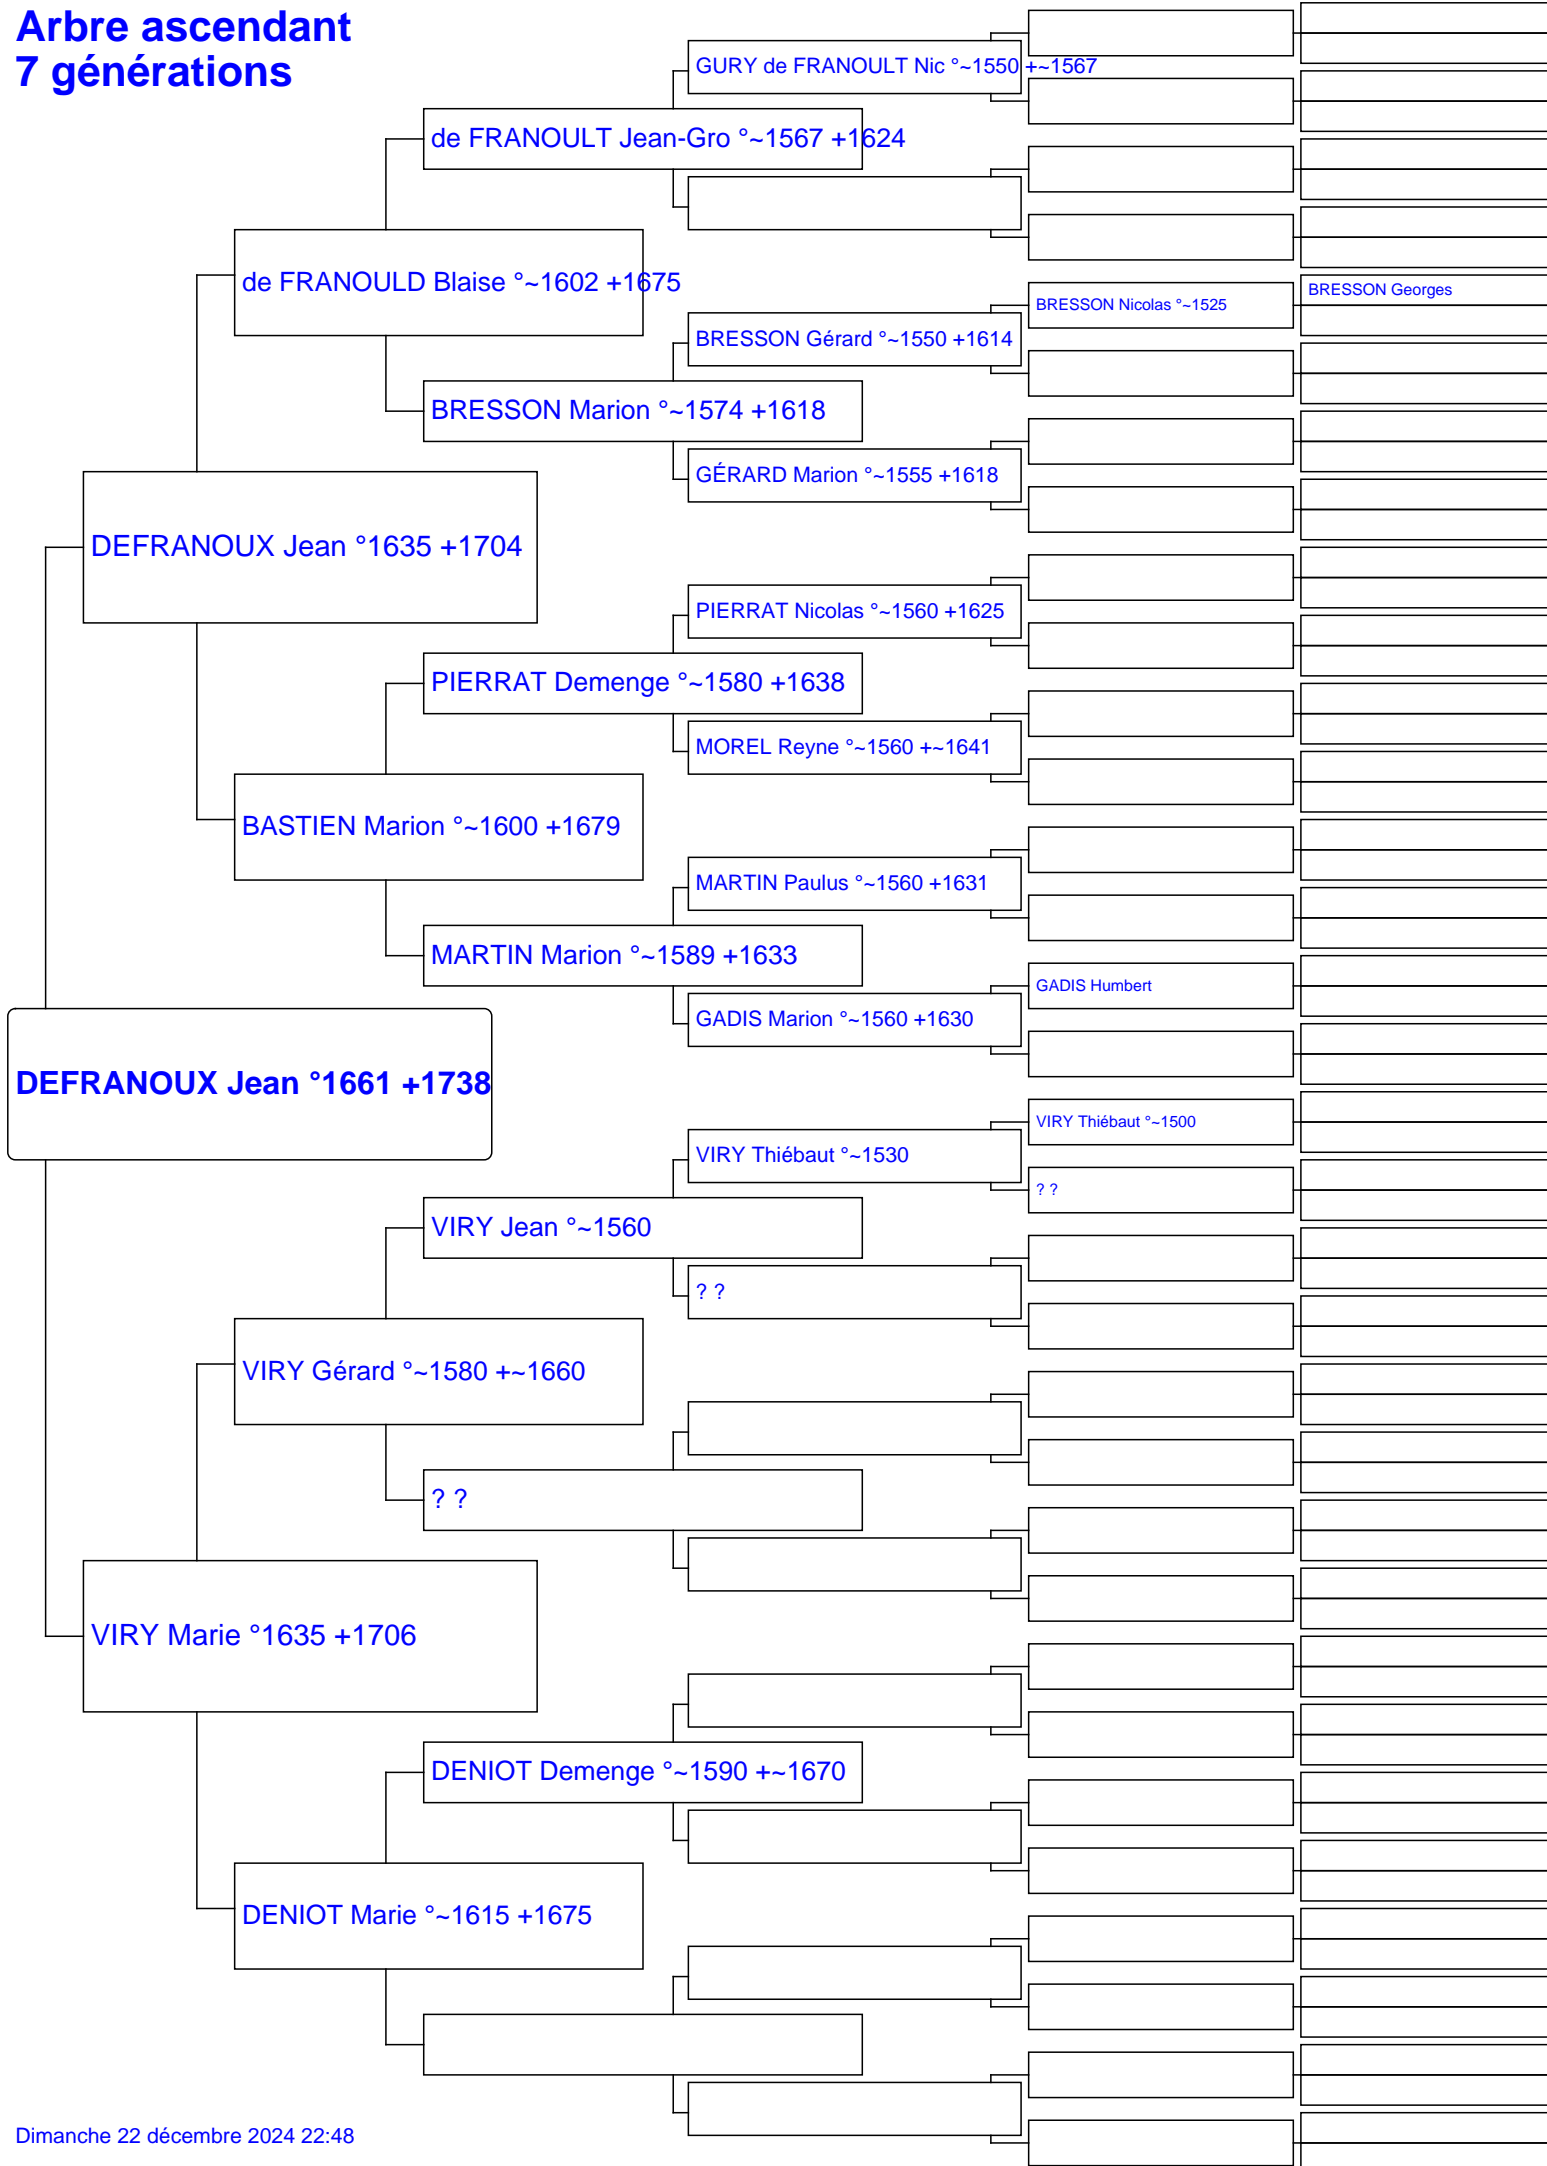 Arbre ascendant
7 générations
GURY de FRANOULT Nic °~1550 +~1567
de FRANOULT Jean-Gro °~1567 +1624
de FRANOULD Blaise °~1602 +1675
BRESSON Georges
BRESSON Nicolas °~1525
BRESSON Gérard °~1550 +1614
BRESSON Marion °~1574 +1618
GÉRARD Marion °~1555 +1618
DEFRANOUX Jean °1635 +1704
PIERRAT Nicolas °~1560 +1625
PIERRAT Demenge °~1580 +1638
MOREL Reyne °~1560 +~1641
BASTIEN Marion °~1600 +1679
MARTIN Paulus °~1560 +1631
MARTIN Marion °~1589 +1633
GADIS Humbert
GADIS Marion °~1560 +1630
DEFRANOUX Jean °1661 +1738
VIRY Thiébaut °~1500
VIRY Thiébaut °~1530
? ?
VIRY Jean °~1560
? ?
VIRY Gérard °~1580 +~1660
? ?
VIRY Marie °1635 +1706
DENIOT Demenge °~1590 +~1670
DENIOT Marie °~1615 +1675
Dimanche 22 décembre 2024 22:48